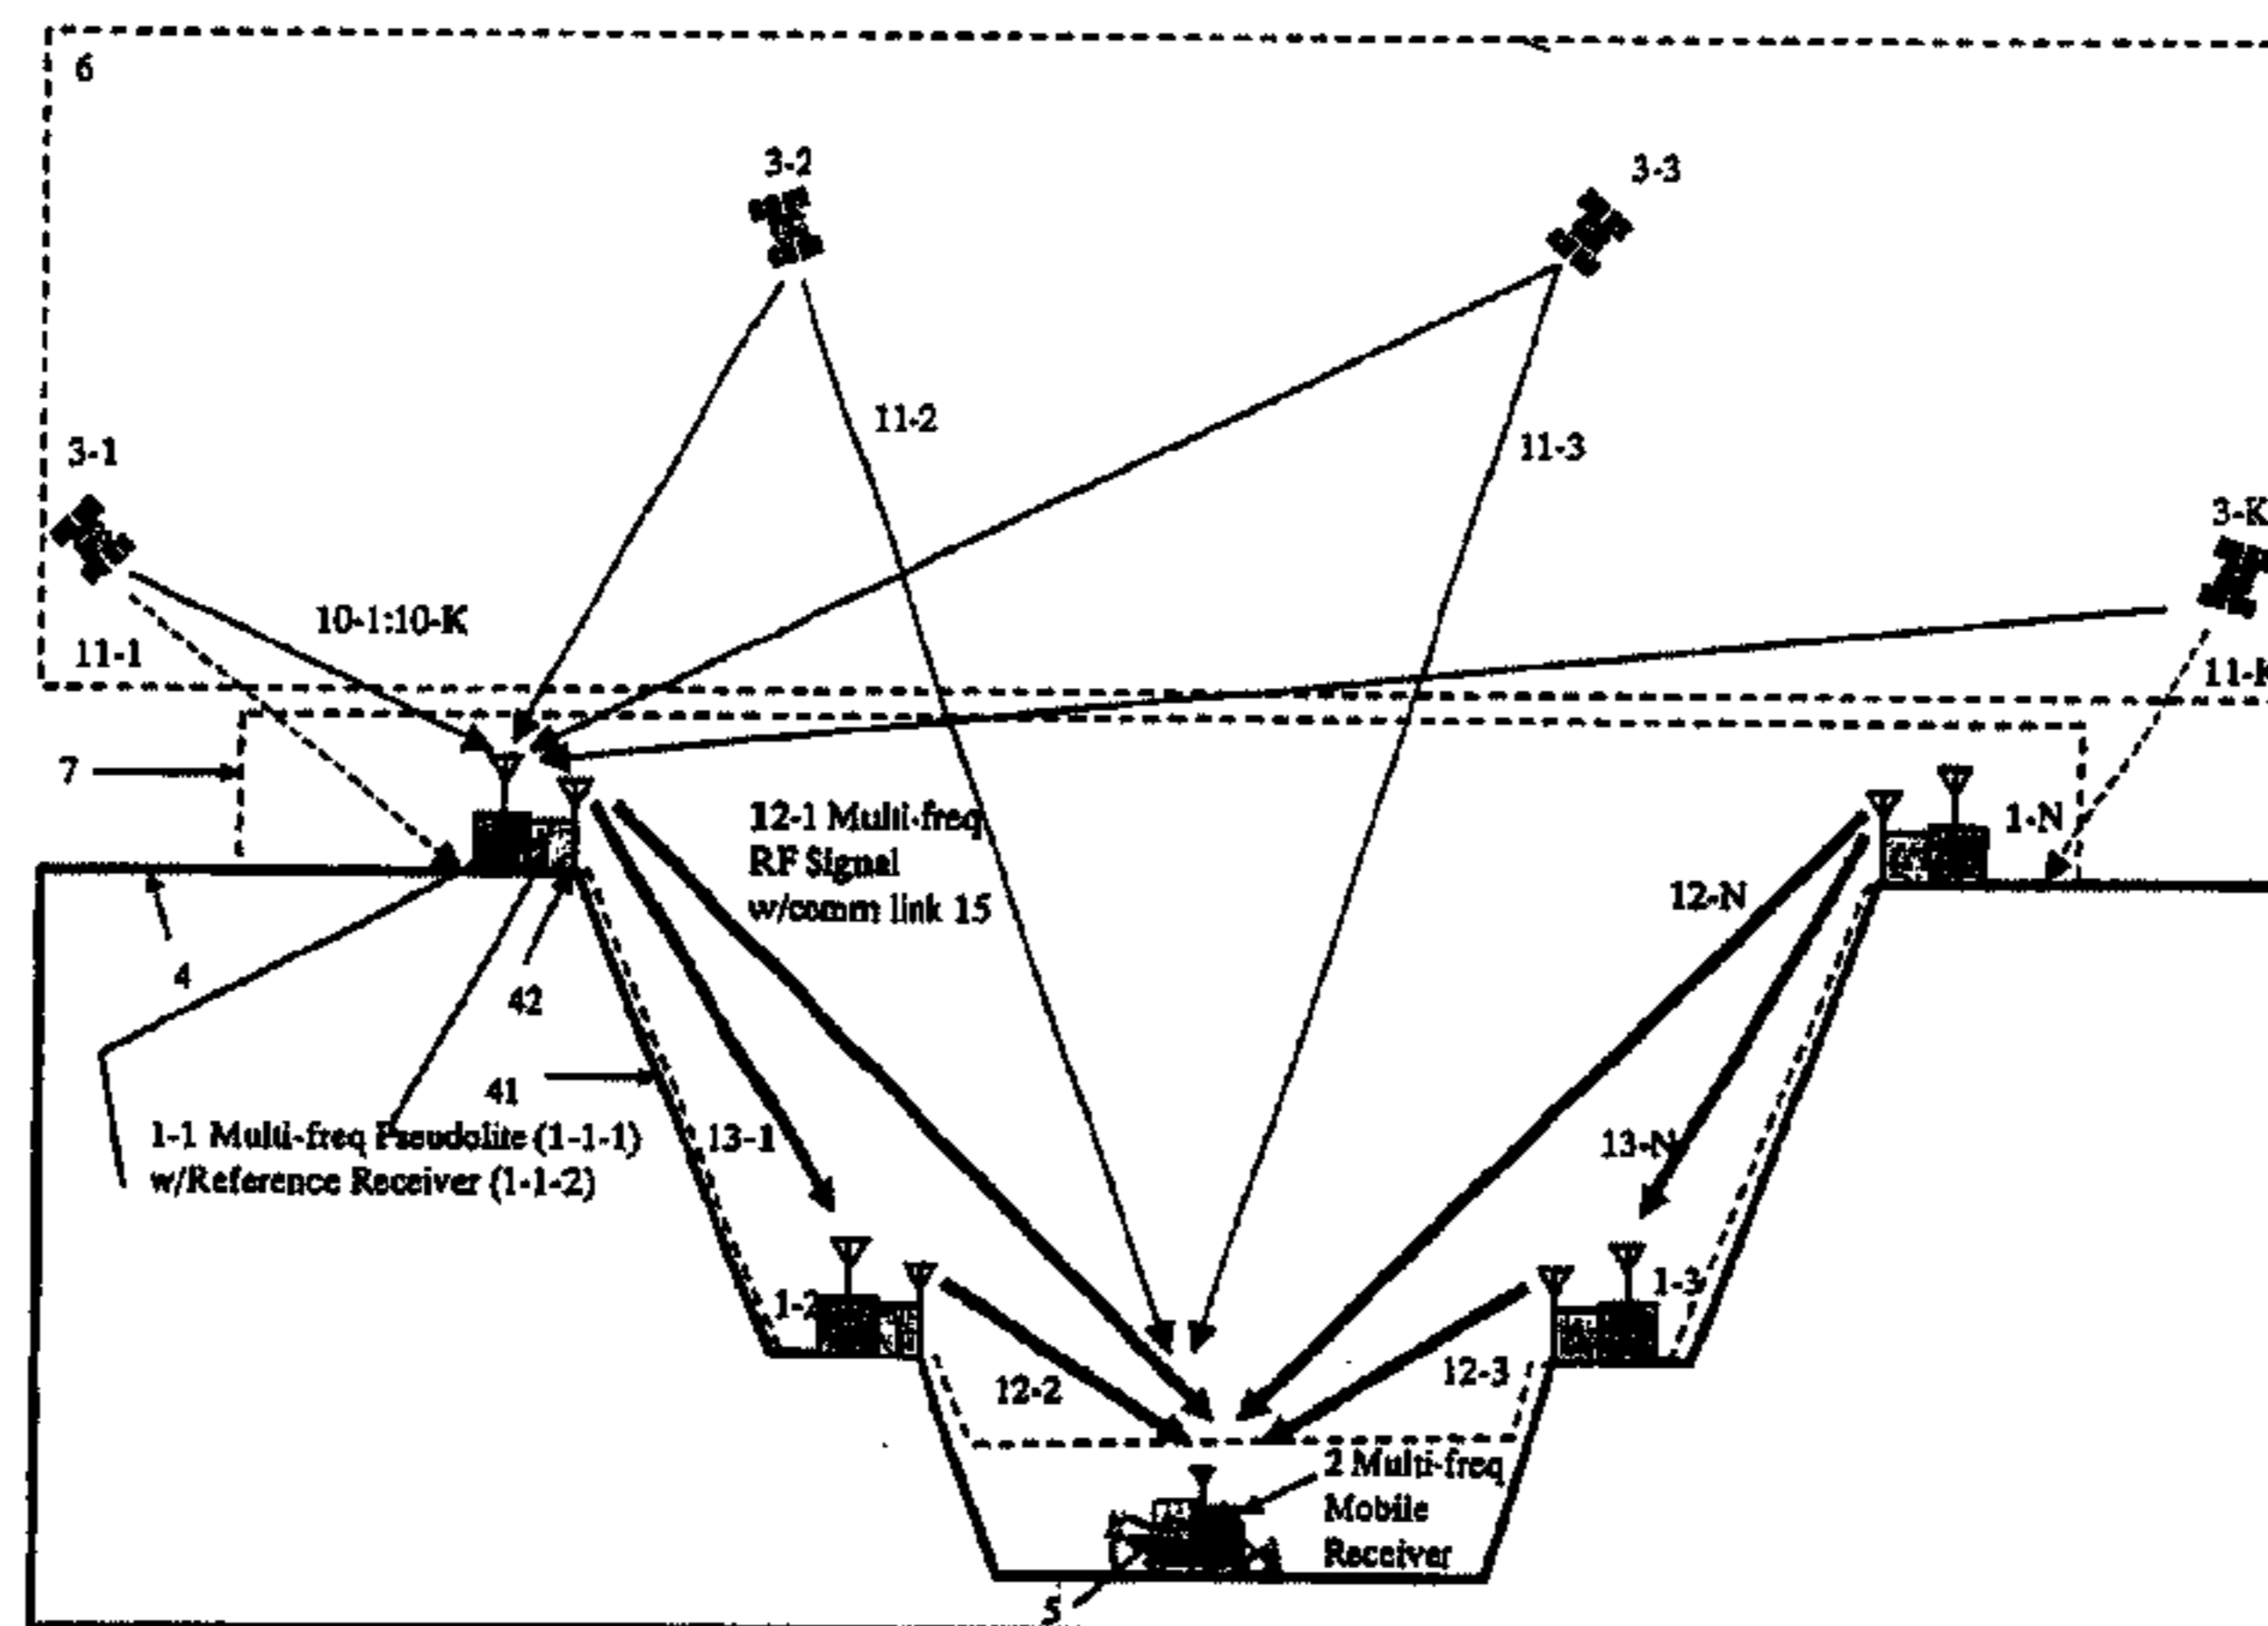 6
3-2
3-3
11-2
11-3
3-1
3-K
10-1:10-K
11-1
7
12-1 Multi-freq
RF Signal
w/comm link 15
1-N
12-N
4
42
41
1-1 Multi-freq Pseudolite (1-1-1)
w/Reference Receiver (1-1-2)
13-1
13-N
1-2
1-3
12-2
12-3
2 Multi-freq
Mobile
Receiver
5